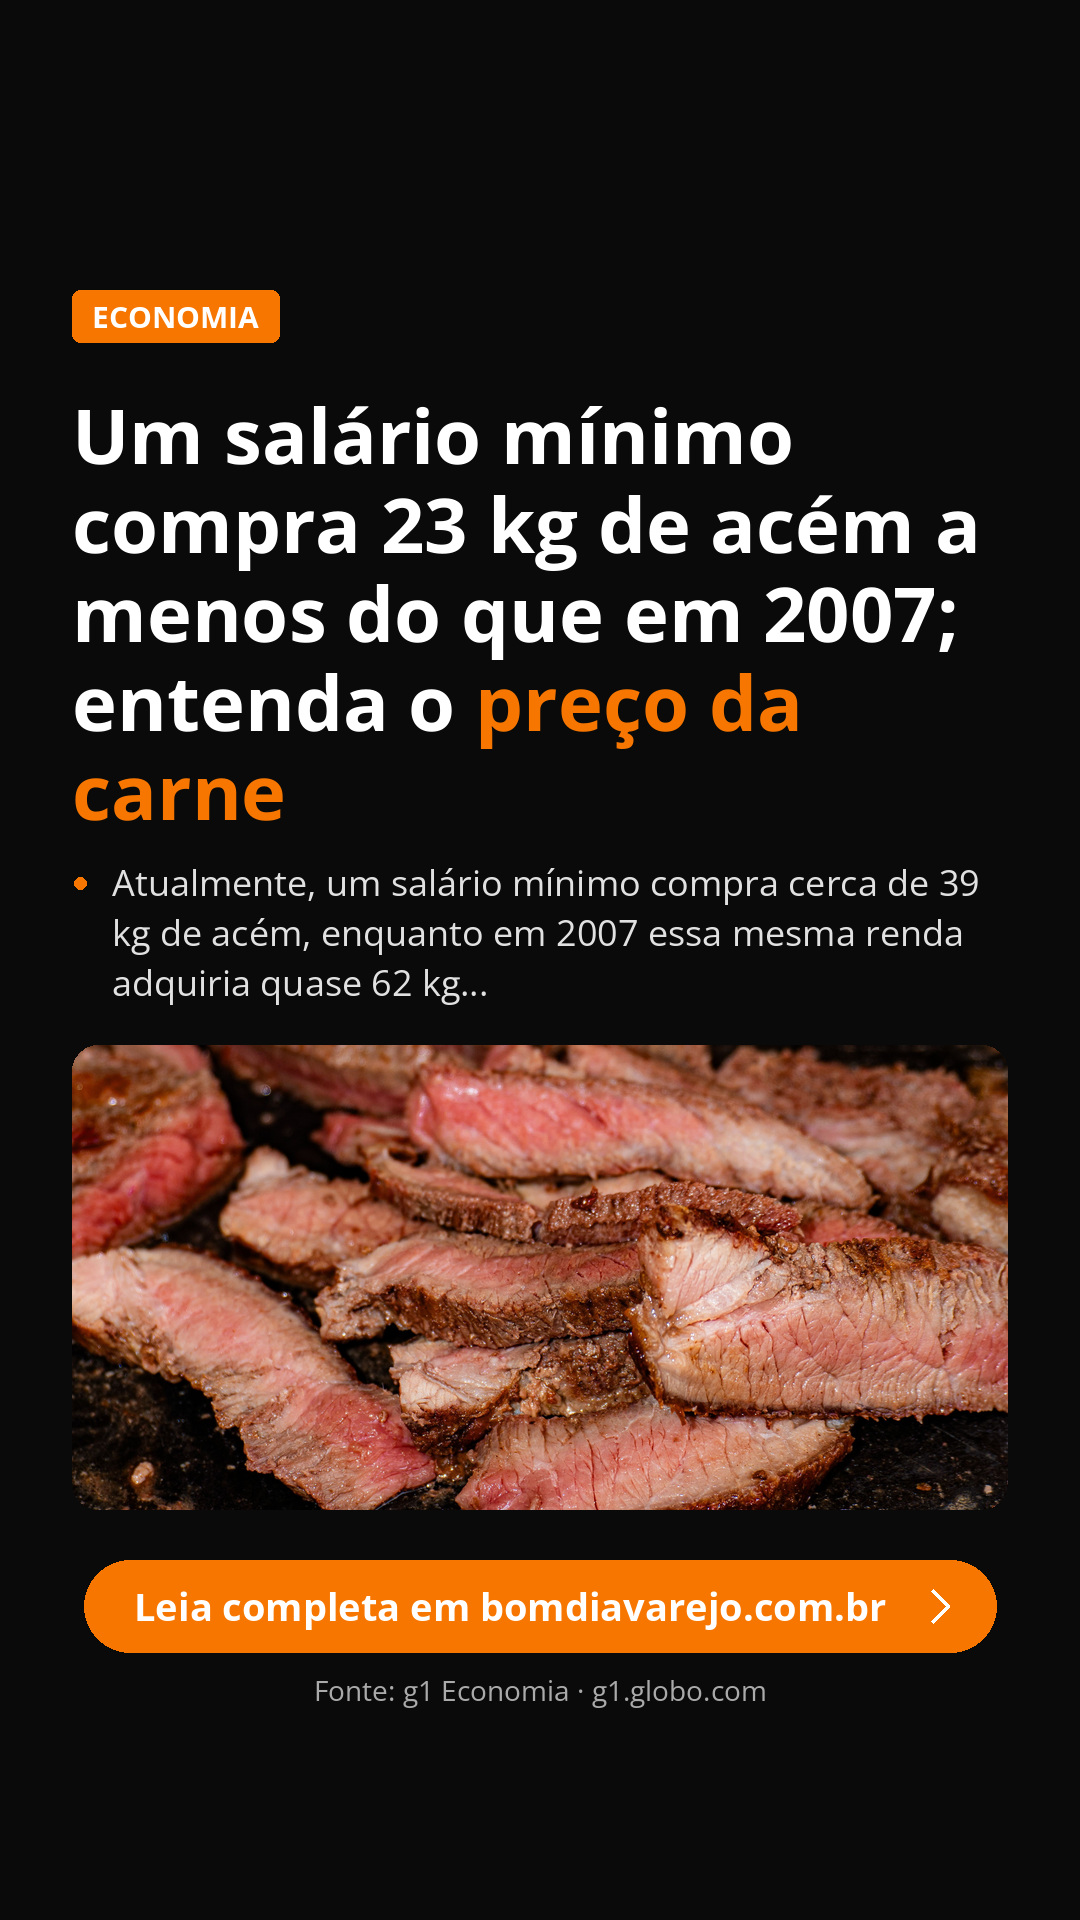 ECONOMIA
Um salário mínimo
compra 23 kg de acém a
menos do que em 2007;
entenda o preço da
carne
• Atualmente, um salário mínimo compra cerca de 39
kg de acém, enquanto em 2007 essa mesma renda
adquiria quase 62 kg...
Leia completa em bomdiavarejo.com.br
Fonte: g1 Economia · g1.globo.com